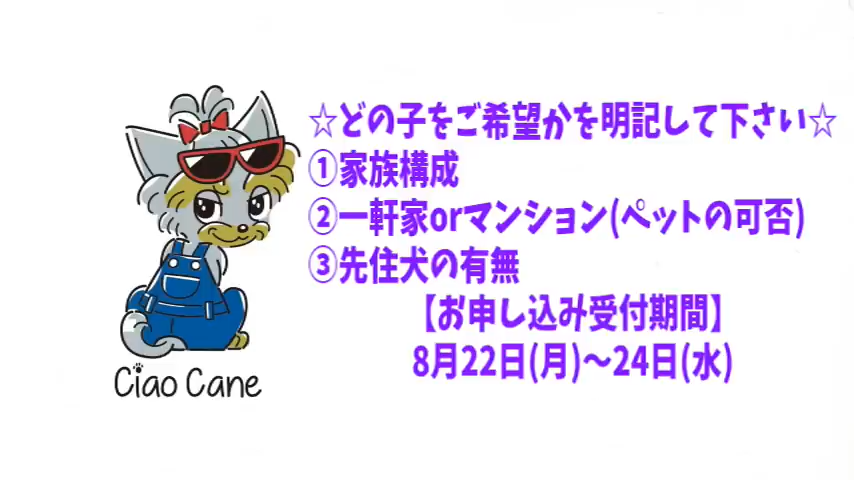 ☆どの子をご希望かを明記して下さい☆
①家族構成
②一軒家orマンション(ペットの可否)
③先住犬の有無
【お申し込み受付期間】
8月22日(月)〜24日(水)
Ciao Cane